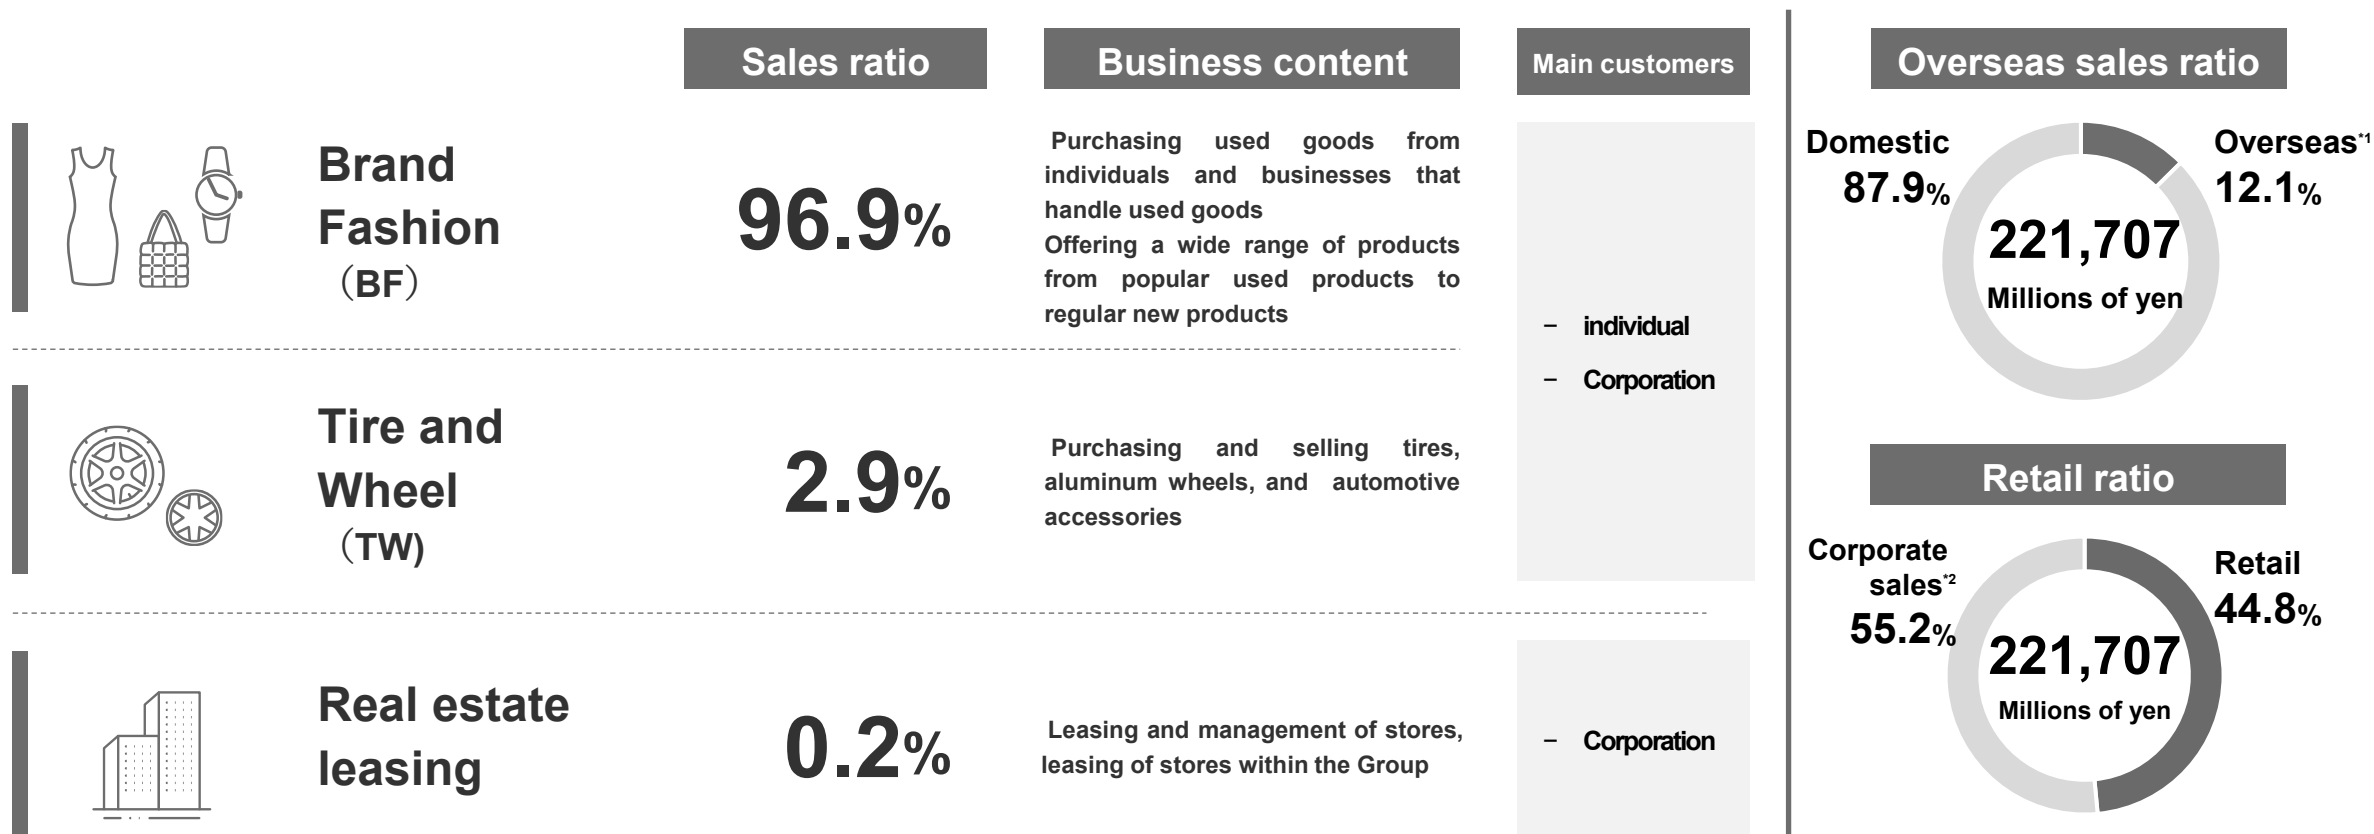 Sales ratio
Business content
Main customers
Brand
Fashion
（BF）
96.9%
Purchasing used goods from
individuals and businesses that
handle used goods
Offering a wide range of products
from popular used products to
regular new products
Tire and
Wheel
（TW)
2.9%
Purchasing and selling tires,
aluminum wheels, and automotive
accessories
– individual
– Corporation
Real estate
leasing
0.2%
Leasing and management of stores,
leasing of stores within the Group
– Corporation
Overseas sales ratio
Domestic
87.9%
Overseas*1
12.1%
221,707
Millions of yen
Retail ratio
Corporate
sales*2
55.2%
Retail
44.8%
221,707
Millions of yen